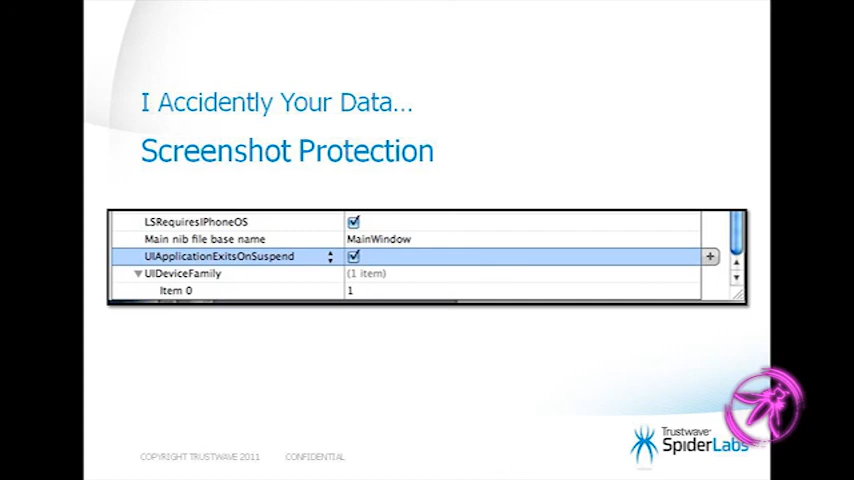 I Accidently Your Data…
Screenshot Protection
LSRequiresIPhoneOS
Main nib file base name MainWindow
UIApplicationExitsOnSuspend
UIDeviceFamily (1 item)
Item 0 1
COPYRIGHT TRUSTWAVE 2011 CONFIDENTIAL
Trustwave®
SpiderLabs